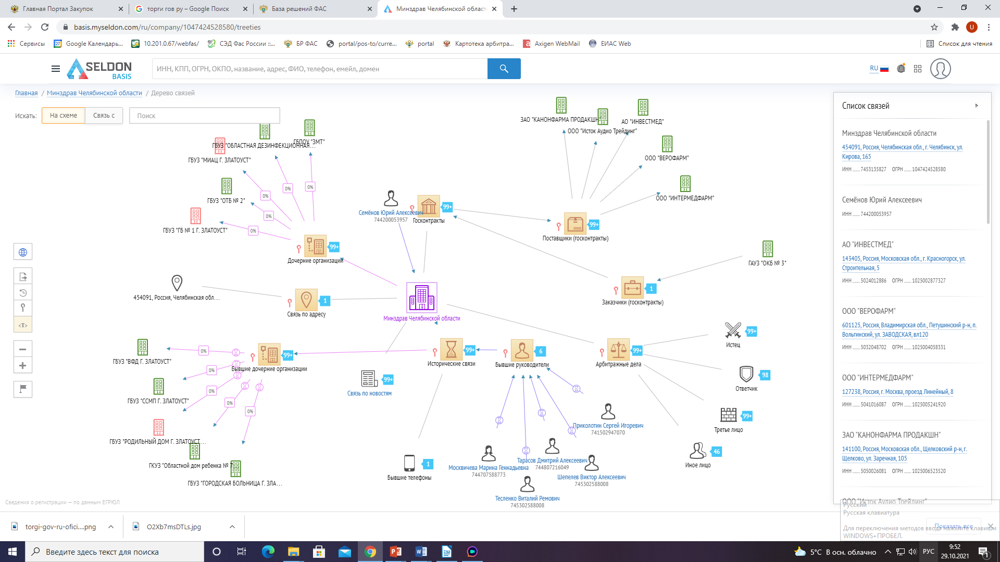 Главная Портал Закупок
торги гов ру – Google Поиск
База решений ФАС
Минздрав Челябинской област
basis.myseldon.com/ru/company/1047424528580/treeties
U
Сервисы
Google Календарь...
10.201.0.67/webfas/
СЭД Фас России ::...
БР ФАС
portal/pos-to/curre...
portal
Картотека арбитра...
Axigen WebMail
ЕИАС Web
Список для чтения
SELDON
BASIS
ИНН, КПП, ОГРН, ОКПО, название, адрес, ФИО, телефон, емейл, домен
RU
Главная / Минздрав Челябинской области / Дерево связей
Искать:
На схеме
Связь с
Поиск
ЗАО "КАНОНФАРМА ПРОДАКШН"
ООО "Исток Аудио Трейдинг"
АО "ИНВЕСТМЕД"
ООО "ВЕРОФАРМ"
ООО "ИНТЕРМЕДФАРМ"
ГБУЗ "ОБЛАСТНАЯ ДЕЗИНФЕКЦИОННАЯ...
ГБПОУ "ЗМТ"
ГБУЗ "МИАЦ Г. ЗЛАТОУСТ"
ГБУЗ "ОТБ № 2"
ГБУЗ "ГБ № 1 Г. ЗЛАТОУСТ"
0%
0%
0%
0%
0%
Семёнов Юрий Алексеевич
744200053957
99+
Госконтракты
99+
Поставщики (госконтракты)
99+
Дочерние организации
ГАУЗ "ОКБ № 3"
1
Заказчики (госконтракты)
454091, Россия, Челябинская обл...
1
Связь по адресу
Минздрав Челябинской области
99+
Истец
98
Ответчик
99+
Третье лицо
46
Иное лицо
99+
Арбитражные дела
6
Бывшие руководители
99+
Исторические связи
99+
Бывшие дочерние организации
99+
Связь по новостям
ГБУЗ "ВФД Г. ЗЛАТОУСТ"
ГБУЗ "ССМП Г. ЗЛАТОУСТ"
ГБУЗ "РОДИЛЬНЫЙ ДОМ Г. ЗЛАТОУСТ...
ГКУЗ "Областной дом ребенка № 7...
ГБУЗ "ГОРОДСКАЯ БОЛЬНИЦА Г. ЗЛА...
0%
0%
0%
0%
0%
1
Бывшие телефоны
Приколотин Сергей Игоревич
741502947070
Тарасов Дмитрий Алексеевич
744807216049
Москвичева Марина Геннадьевна
744707588773
Шепелев Виктор Алексеевич
745302588008
Тесленко Виталий Ремович
745302588008
Сведения о регистрации — по данным ЕГРЮЛ
Список связей
Минздрав Челябинской области
454091, Россия, Челябинская обл., г. Челябинск, ул.
Кирова, 165
ИНН ...... 7453135827 ОГРН ...... 1047424528580
Семёнов Юрий Алексеевич
ИНН ...... 744200053957
АО "ИНВЕСТМЕД"
143405, Россия, Московская обл., г. Красногорск, ул.
Строительная, 5
ИНН ...... 5024012886 ОГРН ...... 1025002877327
ООО "ВЕРОФАРМ"
601125, Россия, Владимирская обл., Петушинский р-н, п.
Вольгинский, ул. ЗАВОДСКАЯ, вл120
ИНН ...... 5032048702 ОГРН ...... 1025004058331
ООО "ИНТЕРМЕДФАРМ"
127238, Россия, г. Москва, проезд Линейный, 8
ИНН ...... 5041016087 ОГРН ...... 1025005241920
ЗАО "КАНОНФАРМА ПРОДАКШН"
141100, Россия, Московская обл., Щелковский р-н, г.
Щелково, ул. Заречная, 105
ИНН ...... 5050026081 ОГРН ...... 1025006523520
ООО "Исток Аудио Трейдинг"
Русский
Русская клавиатура
Для переключения методов ввода нажмите клавиши
WINDOWS+ПРОБЕЛ.
Показать все
torgi-gov-ru-ofici....png
O2Xb7msDTLs.jpg
Введите здесь текст для поиска
5°C В осн. облачно
РУС
9:52
29.10.2021
1